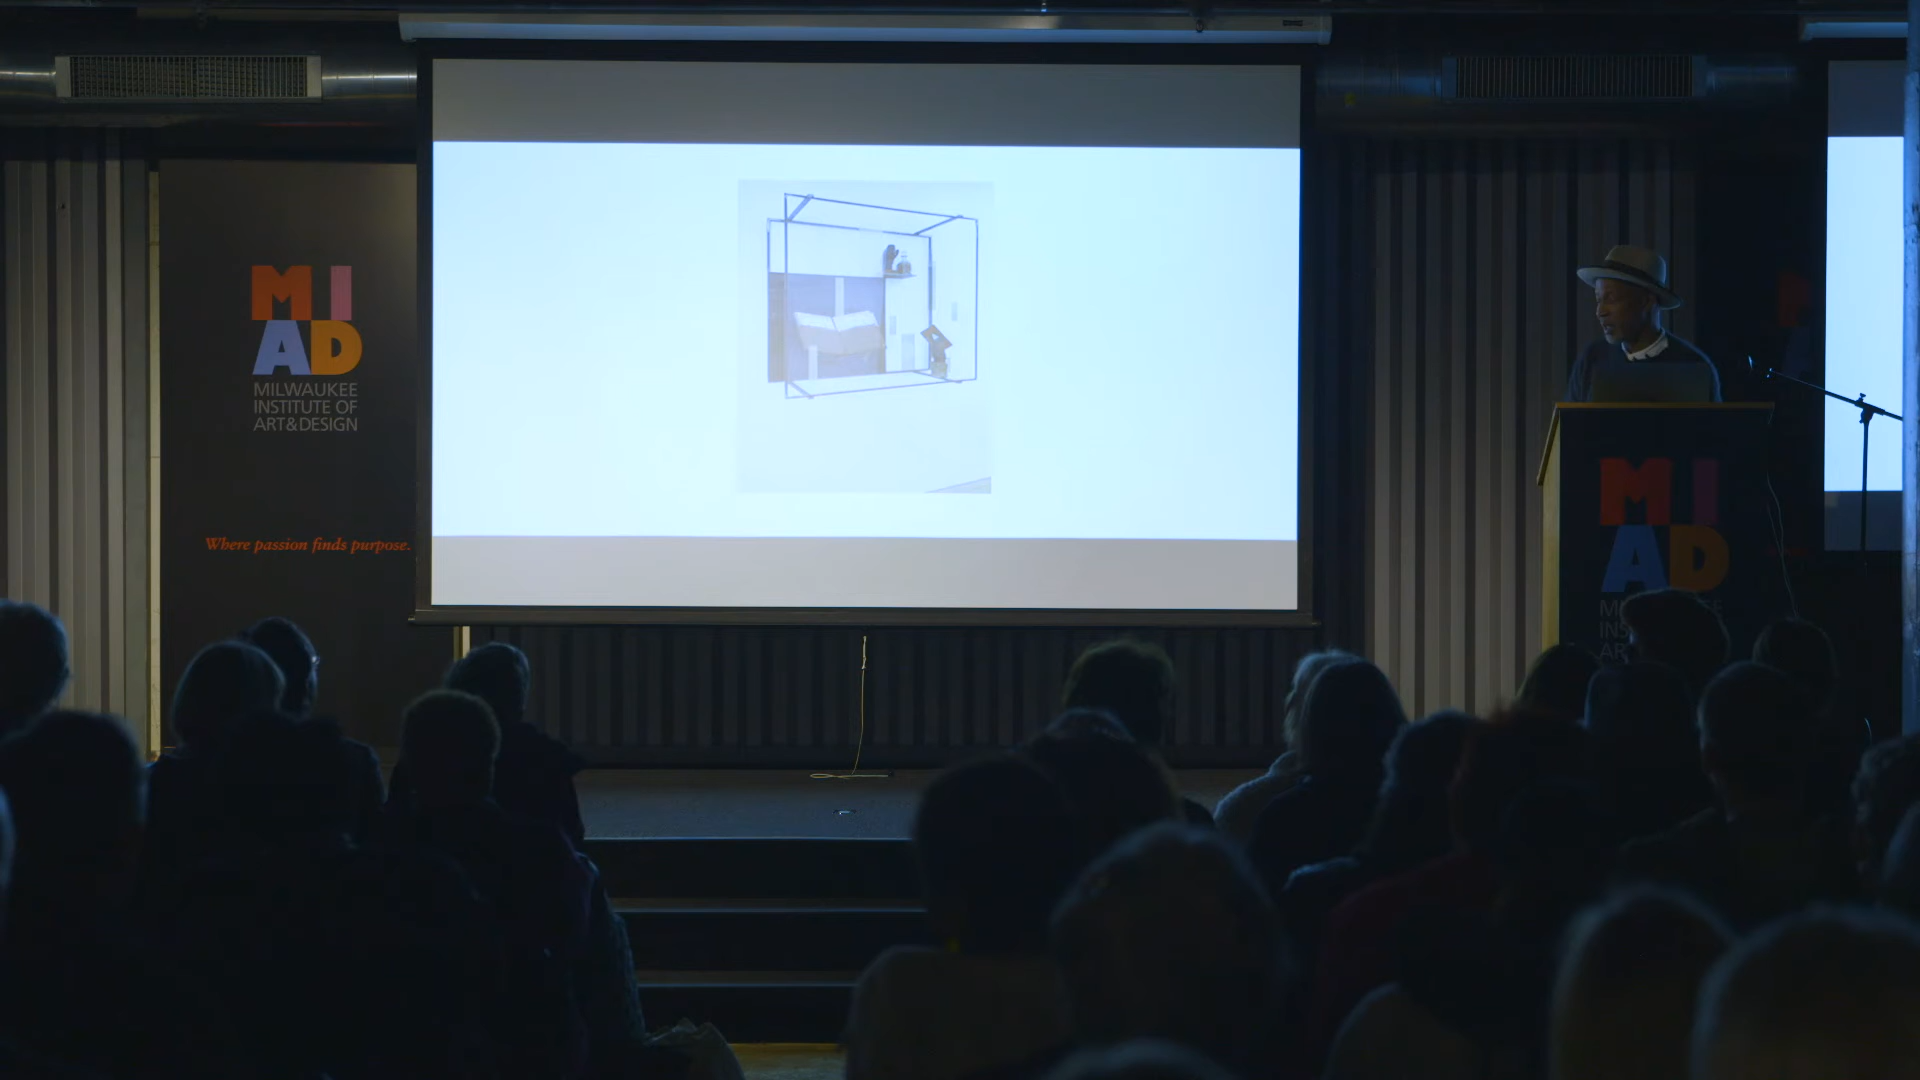 MI
AD
MILWAUKEE
INSTITUTE OF
ART&DESIGN
Where passion finds purpose.
MI
AD